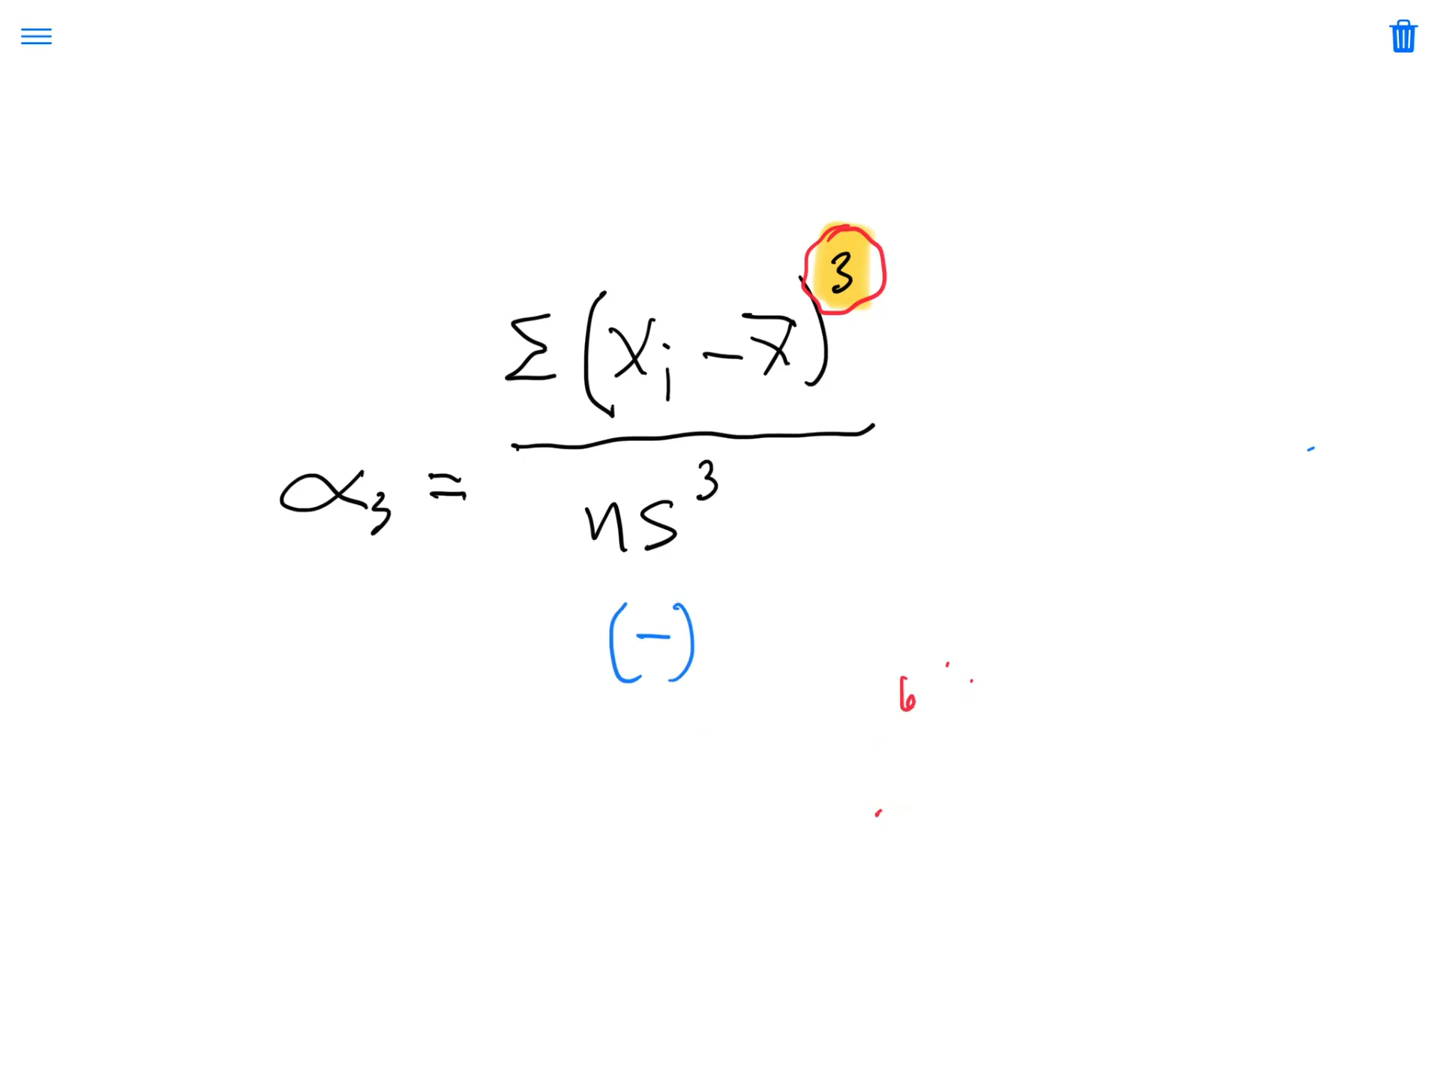 α₃ = Σ(xᵢ - x̄)³ / ns³
(-)
6